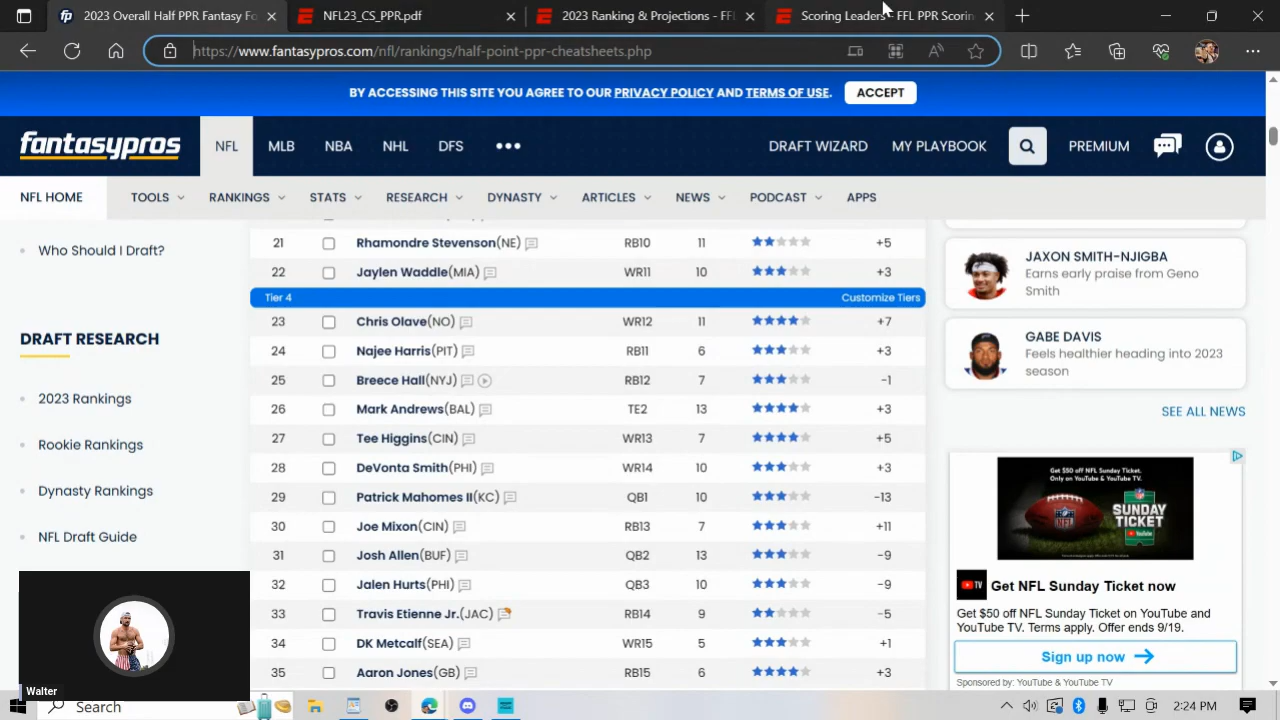 2023 Overall Half PPR Fantasy Fo
NFL23_CS_PPR.pdf
2023 Ranking & Projections - FFL
Scoring Leaders - FFL PPR Scorin
https://www.fantasypros.com/nfl/rankings/half-point-ppr-cheatsheets.php
BY ACCESSING THIS SITE YOU AGREE TO OUR PRIVACY POLICY AND TERMS OF USE. ACCEPT
fantasypros NFL MLB NBA NHL DFS ••• DRAFT WIZARD MY PLAYBOOK PREMIUM
NFL HOME TOOLS RANKINGS STATS RESEARCH DYNASTY ARTICLES NEWS PODCAST APPS
Who Should I Draft?
DRAFT RESEARCH
2023 Rankings
Rookie Rankings
Dynasty Rankings
NFL Draft Guide
21 Rhamondre Stevenson(NE) RB10 11 +5
22 Jaylen Waddle(MIA) WR11 10 +3
Tier 4 Customize Tiers
23 Chris Olave(NO) WR12 11 +7
24 Najee Harris(PIT) RB11 6 +3
25 Breece Hall(NYJ) RB12 7 -1
26 Mark Andrews(BAL) TE2 13 +3
27 Tee Higgins(CIN) WR13 7 +5
28 DeVonta Smith(PHI) WR14 10 +3
29 Patrick Mahomes II(KC) QB1 10 -13
30 Joe Mixon(CIN) RB13 7 +11
31 Josh Allen(BUF) QB2 13 -9
32 Jalen Hurts(PHI) QB3 10 -9
33 Travis Etienne Jr.(JAC) RB14 9 -5
34 DK Metcalf(SEA) WR15 5 +1
35 Aaron Jones(GB) RB15 6 +3
JAXON SMITH-NJIGBA
Earns early praise from Geno
Smith
GABE DAVIS
Feels healthier heading into 2023
season
SEE ALL NEWS
Get $50 off NFL Sunday Ticket.
Only on YouTube & YouTube TV.
NFL
SUNDAY
TICKET
YouTube
TV Get NFL Sunday Ticket now
Get $50 off NFL Sunday Ticket on YouTube and
YouTube TV. Terms apply. Offer ends 9/19.
Sign up now
Sponsored by: YouTube & YouTube TV
Walter
Search
2:24 PM